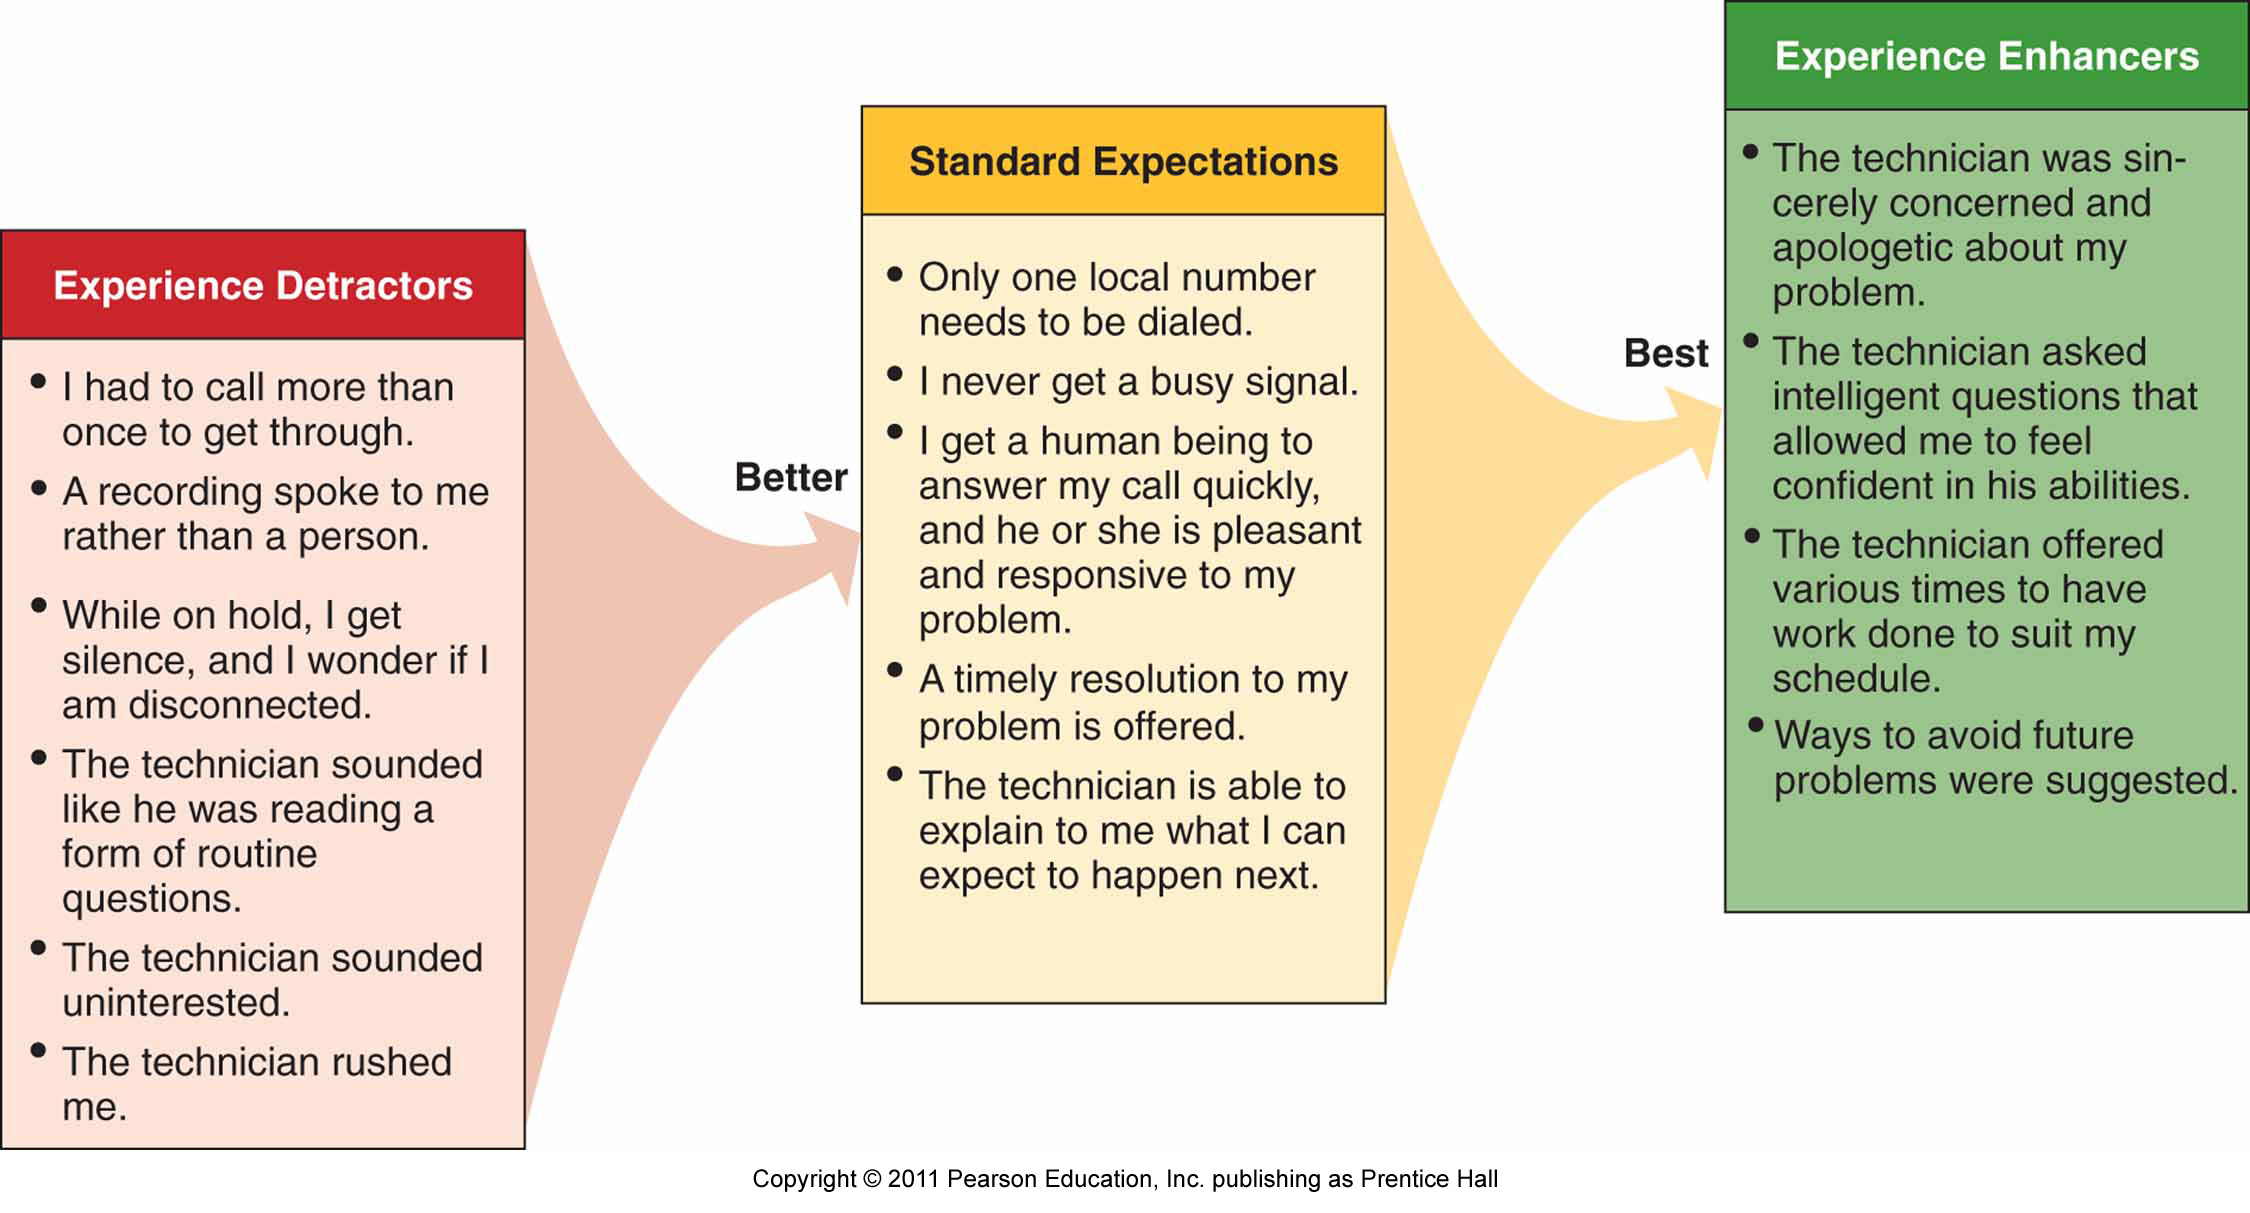 Experience Detractors
• I had to call more than
once to get through.
• A recording spoke to me
rather than a person.
• While on hold, I get
silence, and I wonder if I
am disconnected.
• The technician sounded
like he was reading a
form of routine
questions.
• The technician sounded
uninterested.
• The technician rushed
me.
Better
Standard Expectations
• Only one local number
needs to be dialed.
• I never get a busy signal.
• I get a human being to
answer my call quickly,
and he or she is pleasant
and responsive to my
problem.
• A timely resolution to my
problem is offered.
• The technician is able to
explain to me what I can
expect to happen next.
Best
Experience Enhancers
• The technician was sin-
cerely concerned and
apologetic about my
problem.
• The technician asked
intelligent questions that
allowed me to feel
confident in his abilities.
• The technician offered
various times to have
work done to suit my
schedule.
• Ways to avoid future
problems were suggested.
Copyright © 2011 Pearson Education, Inc. publishing as Prentice Hall